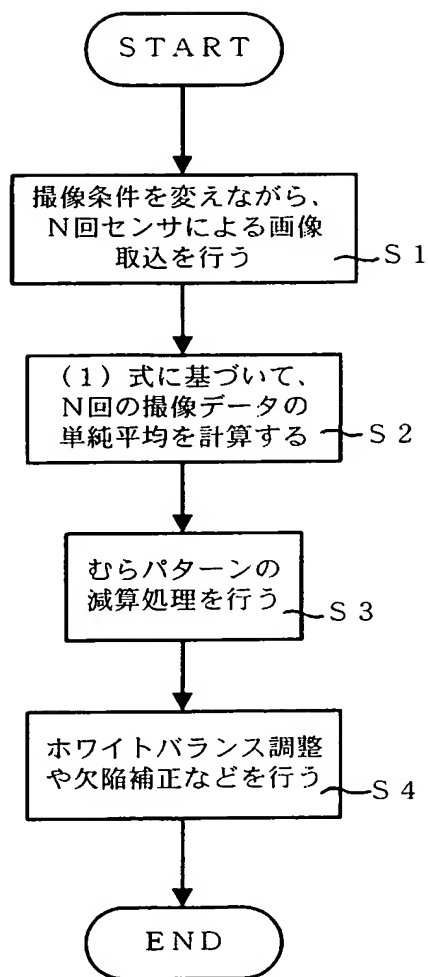 START
撮像条件を変えながら、
N回センサによる画像
取込を行う
S1
(1)式に基づいて、
N回の撮像データの
単純平均を計算する
S2
むらパターンの
減算処理を行う
S3
ホワイトバランス調整
や欠陥補正などを行う
S4
END